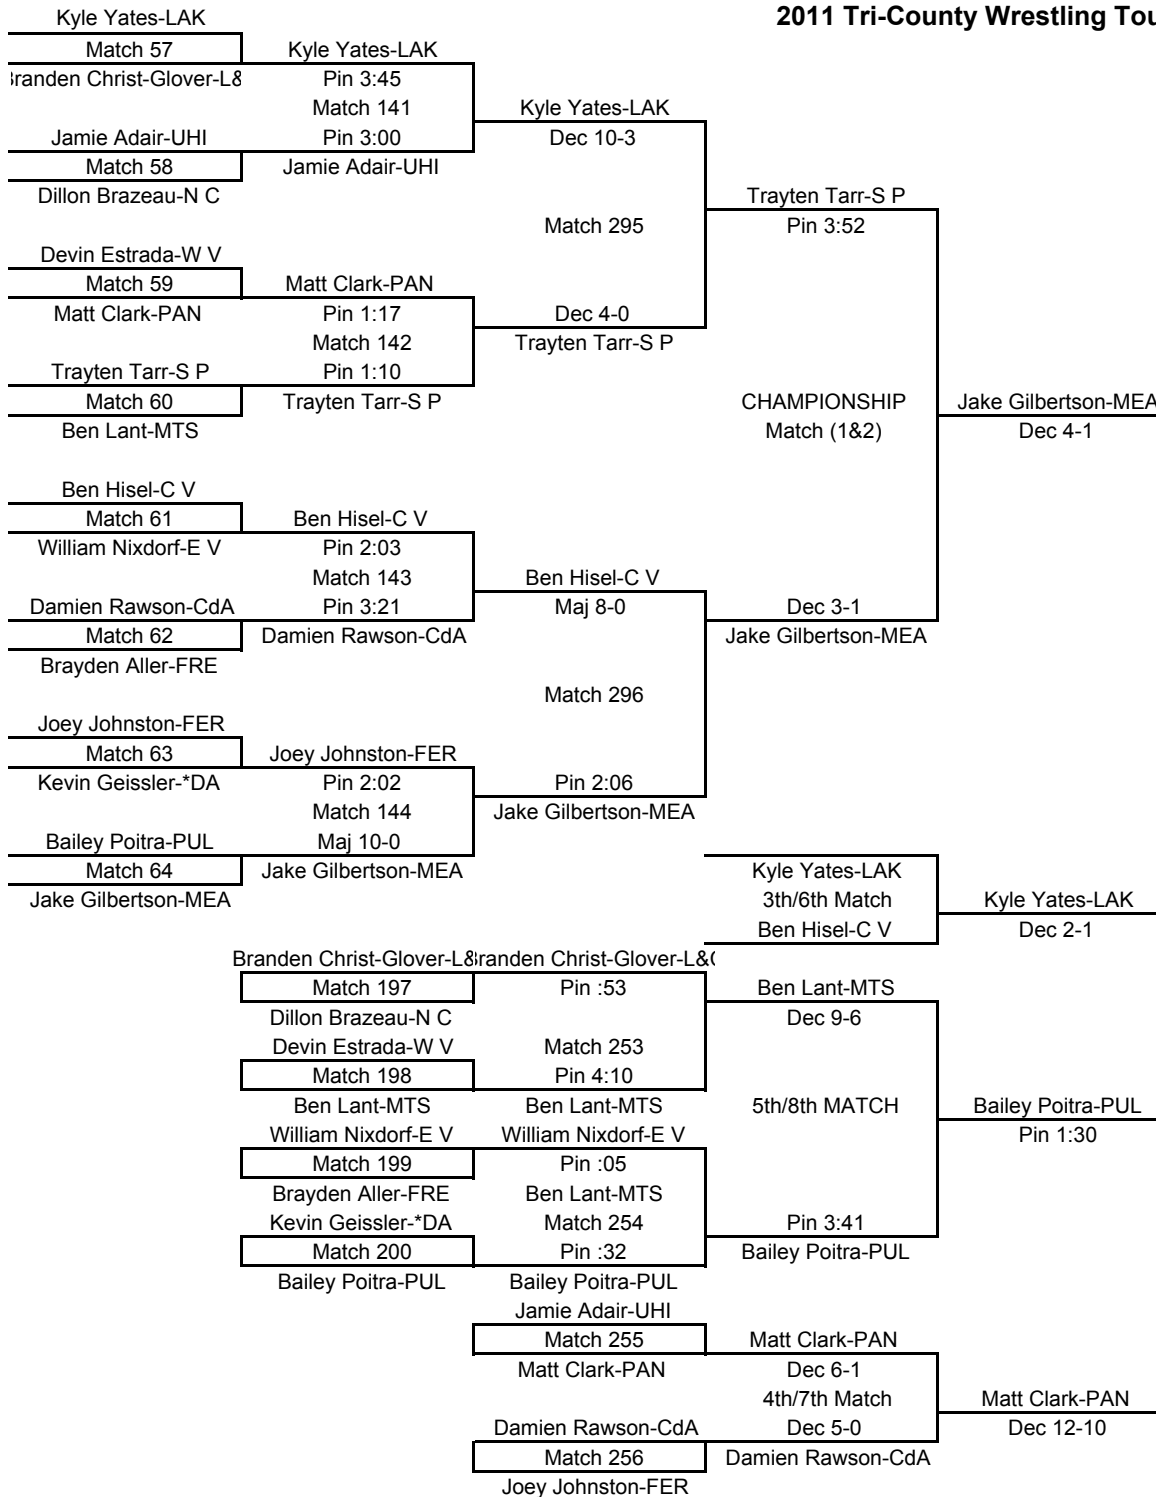 2011 Tri-County Wrestling Tou
Kyle Yates-LAK
Match 57 Kyle Yates-LAK
Branden Christ-Glover-L& Pin 3:45
Match 141 Kyle Yates-LAK
Jamie Adair-UHI Pin 3:00 Dec 10-3
Match 58 Jamie Adair-UHI
Dillon Brazeau-N C Trayten Tarr-S P
Match 295 Pin 3:52
Devin Estrada-W V
Match 59 Matt Clark-PAN
Matt Clark-PAN Pin 1:17 Dec 4-0
Match 142 Trayten Tarr-S P
Trayten Tarr-S P Pin 1:10
Match 60 Trayten Tarr-S P CHAMPIONSHIP Jake Gilbertson-MEA
Ben Lant-MTS Match (1&2) Dec 4-1
Ben Hisel-C V
Match 61 Ben Hisel-C V
William Nixdorf-E V Pin 2:03
Match 143 Ben Hisel-C V
Damien Rawson-CdA Pin 3:21 Maj 8-0 Dec 3-1
Match 62 Damien Rawson-CdA Jake Gilbertson-MEA
Brayden Aller-FRE
Match 296
Joey Johnston-FER
Match 63 Joey Johnston-FER
Kevin Geissler-*DA Pin 2:02 Pin 2:06
Match 144 Jake Gilbertson-MEA
Bailey Poitra-PUL Maj 10-0
Match 64 Jake Gilbertson-MEA Kyle Yates-LAK
Jake Gilbertson-MEA 3th/6th Match Kyle Yates-LAK
Ben Hisel-C V Dec 2-1
Branden Christ-Glover-L& randen Christ-Glover-L&
Match 197 Pin :53 Ben Lant-MTS
Dillon Brazeau-N C Dec 9-6
Devin Estrada-W V Match 253
Match 198 Pin 4:10
Ben Lant-MTS Ben Lant-MTS 5th/8th MATCH Bailey Poitra-PUL
William Nixdorf-E V William Nixdorf-E V Pin 1:30
Match 199 Pin :05
Brayden Aller-FRE Ben Lant-MTS
Kevin Geissler-*DA Match 254 Pin 3:41
Match 200 Pin :32 Bailey Poitra-PUL
Bailey Poitra-PUL Bailey Poitra-PUL
Jamie Adair-UHI
Match 255 Matt Clark-PAN
Matt Clark-PAN Dec 6-1
4th/7th Match Matt Clark-PAN
Damien Rawson-CdA Dec 5-0 Dec 12-10
Match 256 Damien Rawson-CdA
Joey Johnston-FER